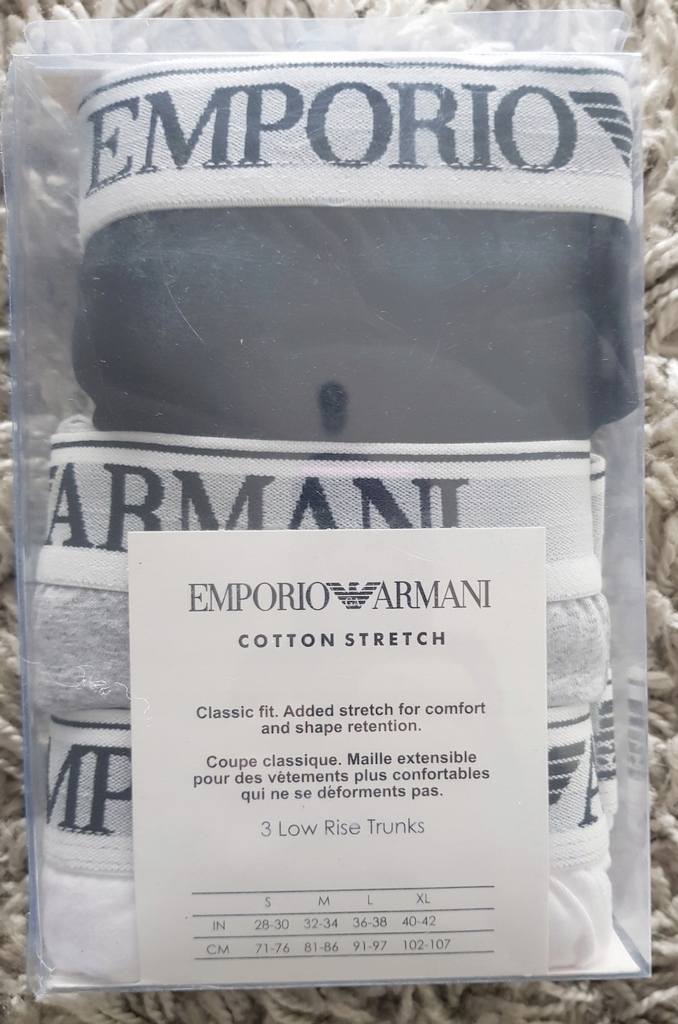 EMPORIO
ARMANI
EMPORIO ARMANI
COTTON STRETCH
Classic fit. Added stretch for comfort
and shape retention.
Coupe classique. Maille extensible
pour des vètements plus confortables
qui ne se déforments pas.
3 Low Rise Trunks
S M L XL
IN 28-30 32-34 36-38 40-42
CM 71-76 81-86 91-97 102-107
MP
A